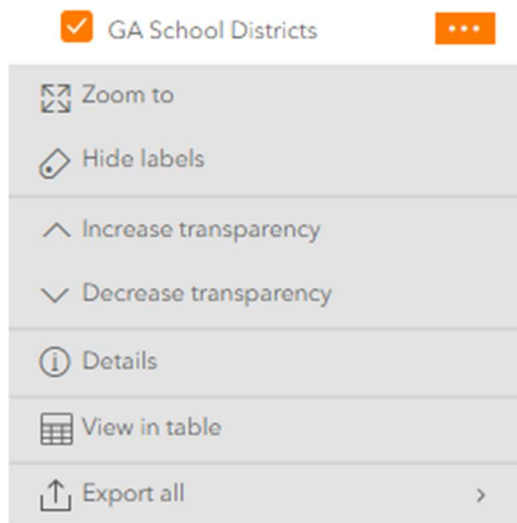 GA School Districts
Zoom to
Hide labels
Increase transparency
Decrease transparency
Details
View in table
Export all